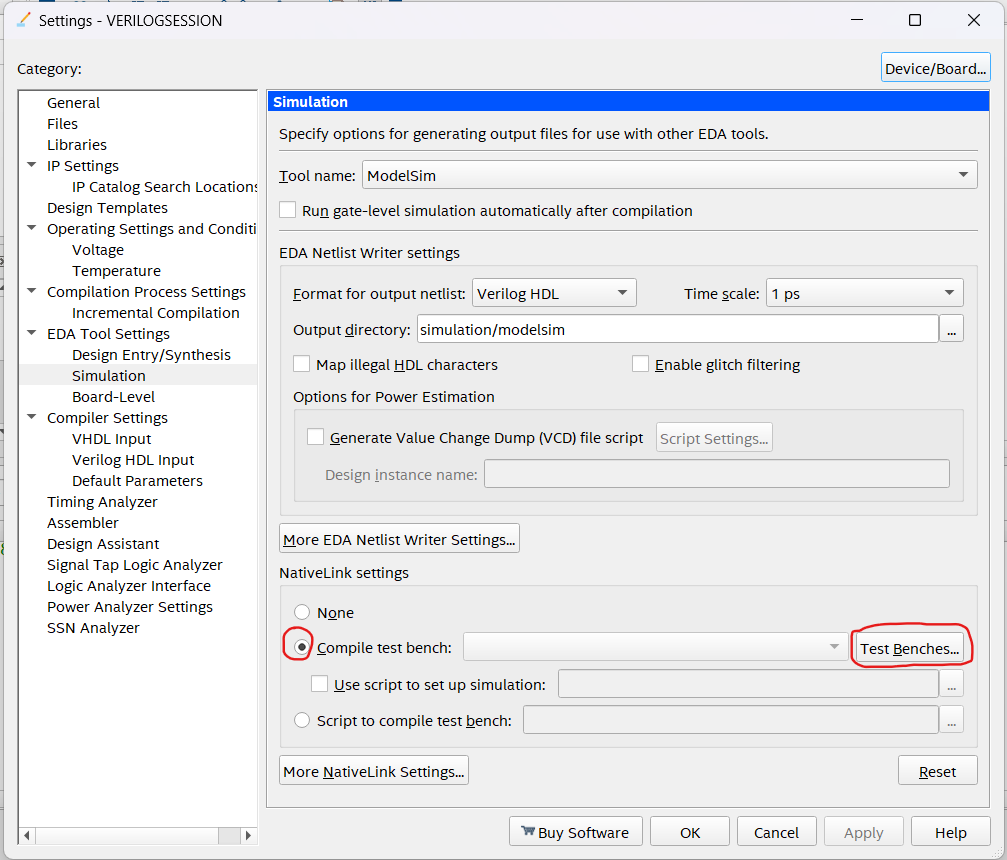 Settings - VERILOGSESSION
Category:
Device/Board...
General
Files
Libraries
IP Settings
IP Catalog Search Locations
Design Templates
Operating Settings and Conditi
Voltage
Temperature
Compilation Process Settings
Incremental Compilation
EDA Tool Settings
Design Entry/Synthesis
Simulation
Board-Level
Compiler Settings
VHDL Input
Verilog HDL Input
Default Parameters
Timing Analyzer
Assembler
Design Assistant
Signal Tap Logic Analyzer
Logic Analyzer Interface
Power Analyzer Settings
SSN Analyzer
Simulation
Specify options for generating output files for use with other EDA tools.
Tool name: ModelSim
Run gate-level simulation automatically after compilation
EDA Netlist Writer settings
Format for output netlist: Verilog HDL Time scale: 1 ps
Output directory: simulation/modelsim ...
Map illegal HDL characters Enable glitch filtering
Options for Power Estimation
Generate Value Change Dump (VCD) file script Script Settings...
Design instance name:
More EDA Netlist Writer Settings...
NativeLink settings
None
Compile test bench: Test Benches...
Use script to set up simulation: ...
Script to compile test bench: ...
More NativeLink Settings... Reset
Buy Software OK Cancel Apply Help